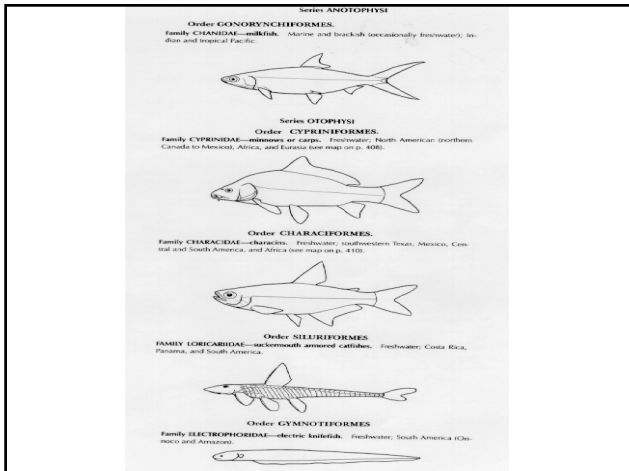 Series ANOTOPHYSI
Order GONORYNCHIFORMES.
Family CHANIDAE—milkfish. Marine and brackish (occasionally freshwater); In-
dian and tropical Pacific.
Series OTOPHYSI
Order CYPRINIFORMES.
Family CYPRINIDAE—minnows or carps. Freshwater; North American (northern
Canada to Mexico), Africa, and Eurasia (see map on p. 408).
Order CHARACIFORMES.
Family CHARACIDAE—characins. Freshwater; southwestern Texas, Mexico, Cen-
tral and South America, and Africa (see map on p. 410).
Order SILURIFORMES
FAMILY LORICARIIDAE—suckermouth armored catfishes. Freshwater; Costa Rica,
Panama, and South America.
Order GYMNOTIFORMES
Family ELECTROPHORIDAE—electric knifefish. Freshwater; South America (Ori-
noco and Amazon).